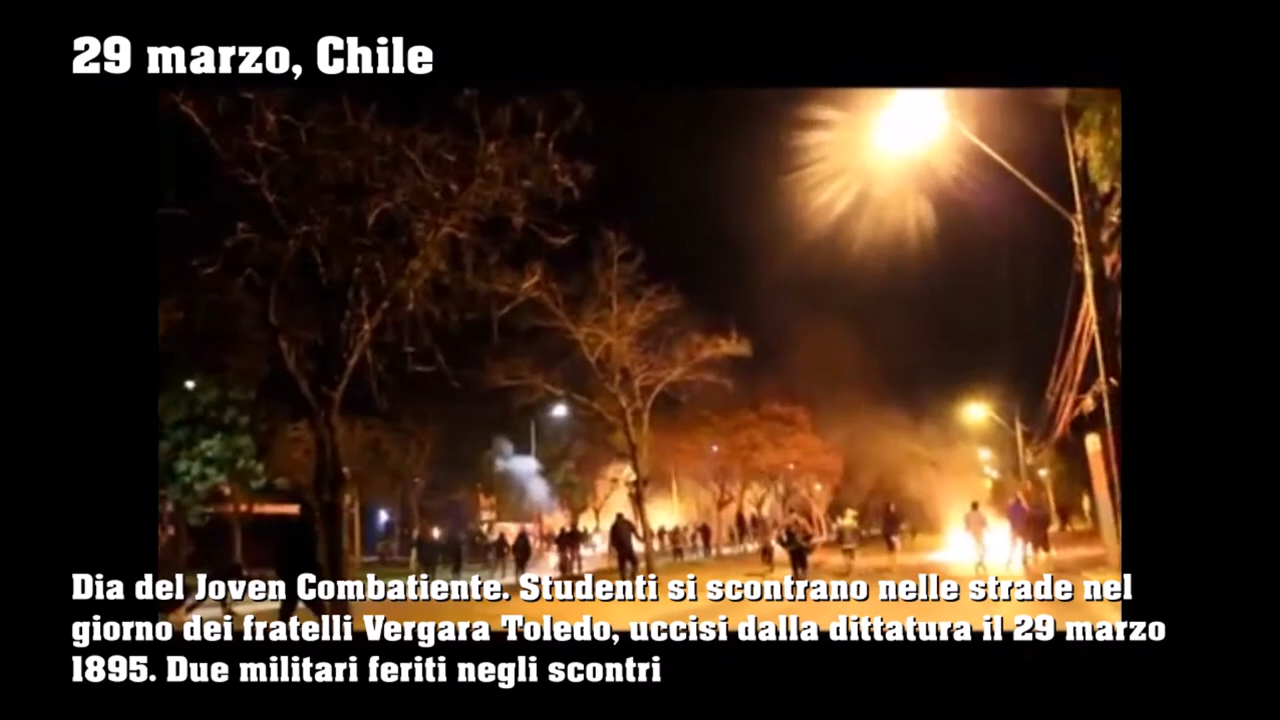 29 marzo, Chile
Dia del Joven Combatiente. Studenti si scontrano nelle strade nel
giorno dei fratelli Vergara Toledo, uccisi dalla dittatura il 29 marzo
1895. Due militari feriti negli scontri